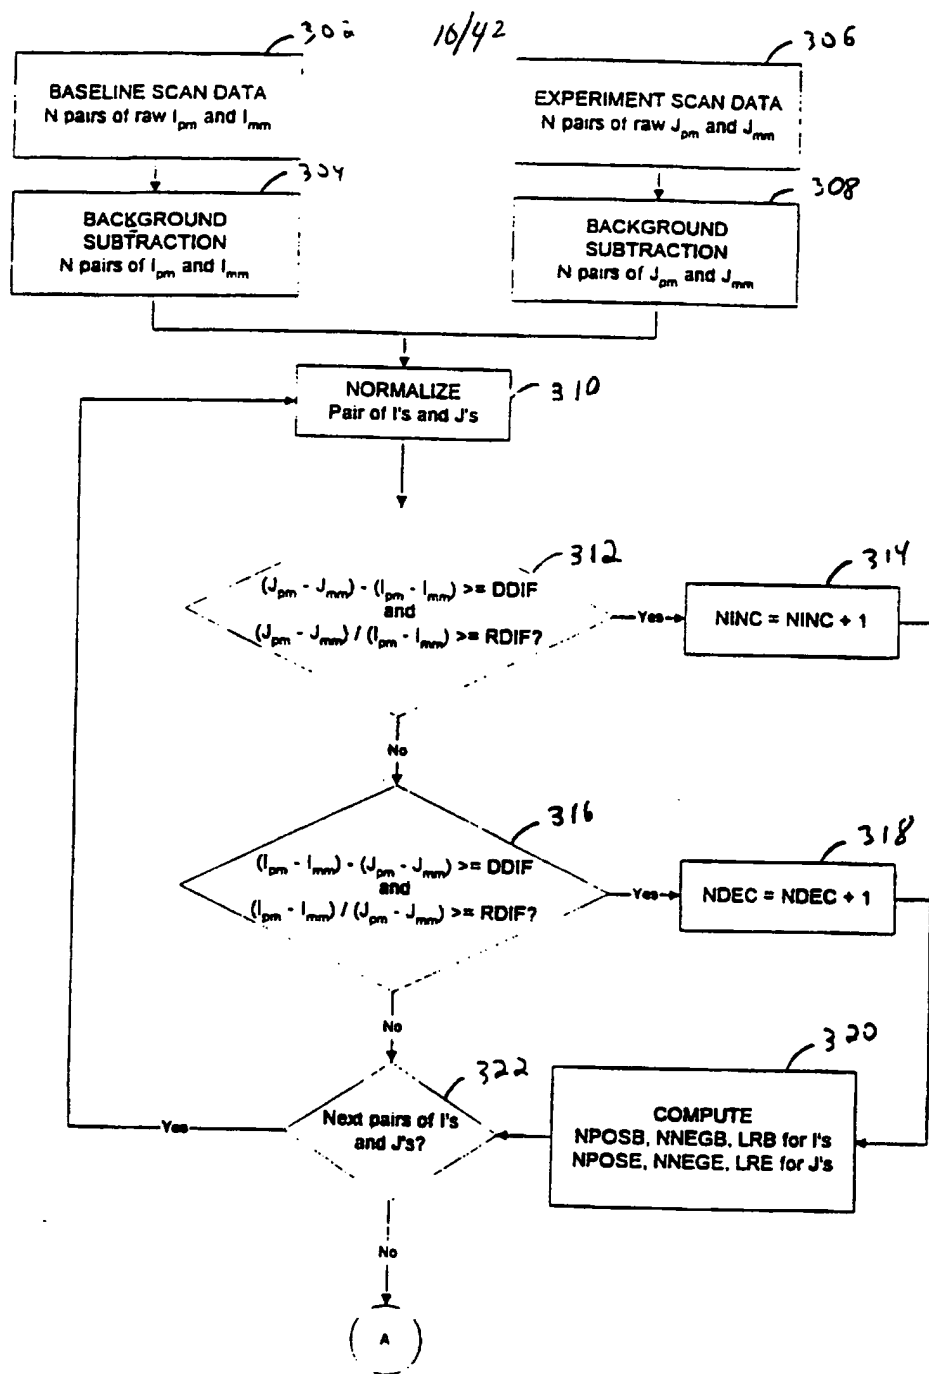 302
10/42
306
BASELINE SCAN DATA
N pairs of raw Ipm and Imm
EXPERIMENT SCAN DATA
N pairs of raw Jpm and Jmm
304
308
BACKGROUND
SUBTRACTION
N pairs of Ipm and Imm
BACKGROUND
SUBTRACTION
N pairs of Jpm and Jmm
NORMALIZE
Pair of I's and J's
310
312
(Jpm - Jmm) - (Ipm - Imm) >= DDIF
and
(Jpm - Jmm) / (Ipm - Imm) >= RDIF?
Yes
314
NINC = NINC + 1
No
316
(Ipm - Imm) - (Jpm - Jmm) >= DDIF
and
(Ipm - Imm) / (Jpm - Jmm) >= RDIF?
Yes
318
NDEC = NDEC + 1
No
320
COMPUTE
NPOSB, NNEGB, LRB for I's
NPOSE, NNEGE, LRE for J's
322
Next pairs of I's
and J's?
Yes
No
A